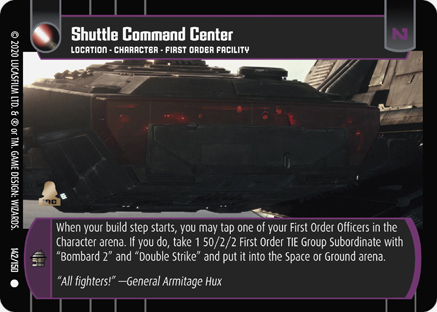 Shuttle Command Center
LOCATION - CHARACTER - FIRST ORDER FACILITY
2
When your build step starts, you may tap one of your First Order Officers in the
Character arena. If you do, take 1 50/2/2 First Order TIE Group Subordinate with
“Bombard 2” and “Double Strike” and put it into the Space or Ground arena.
“All fighters!” —General Armitage Hux
© 2020 LUCASFILM LTD. & ® or TM. GAME DESIGN: WIZARDS.
142/150